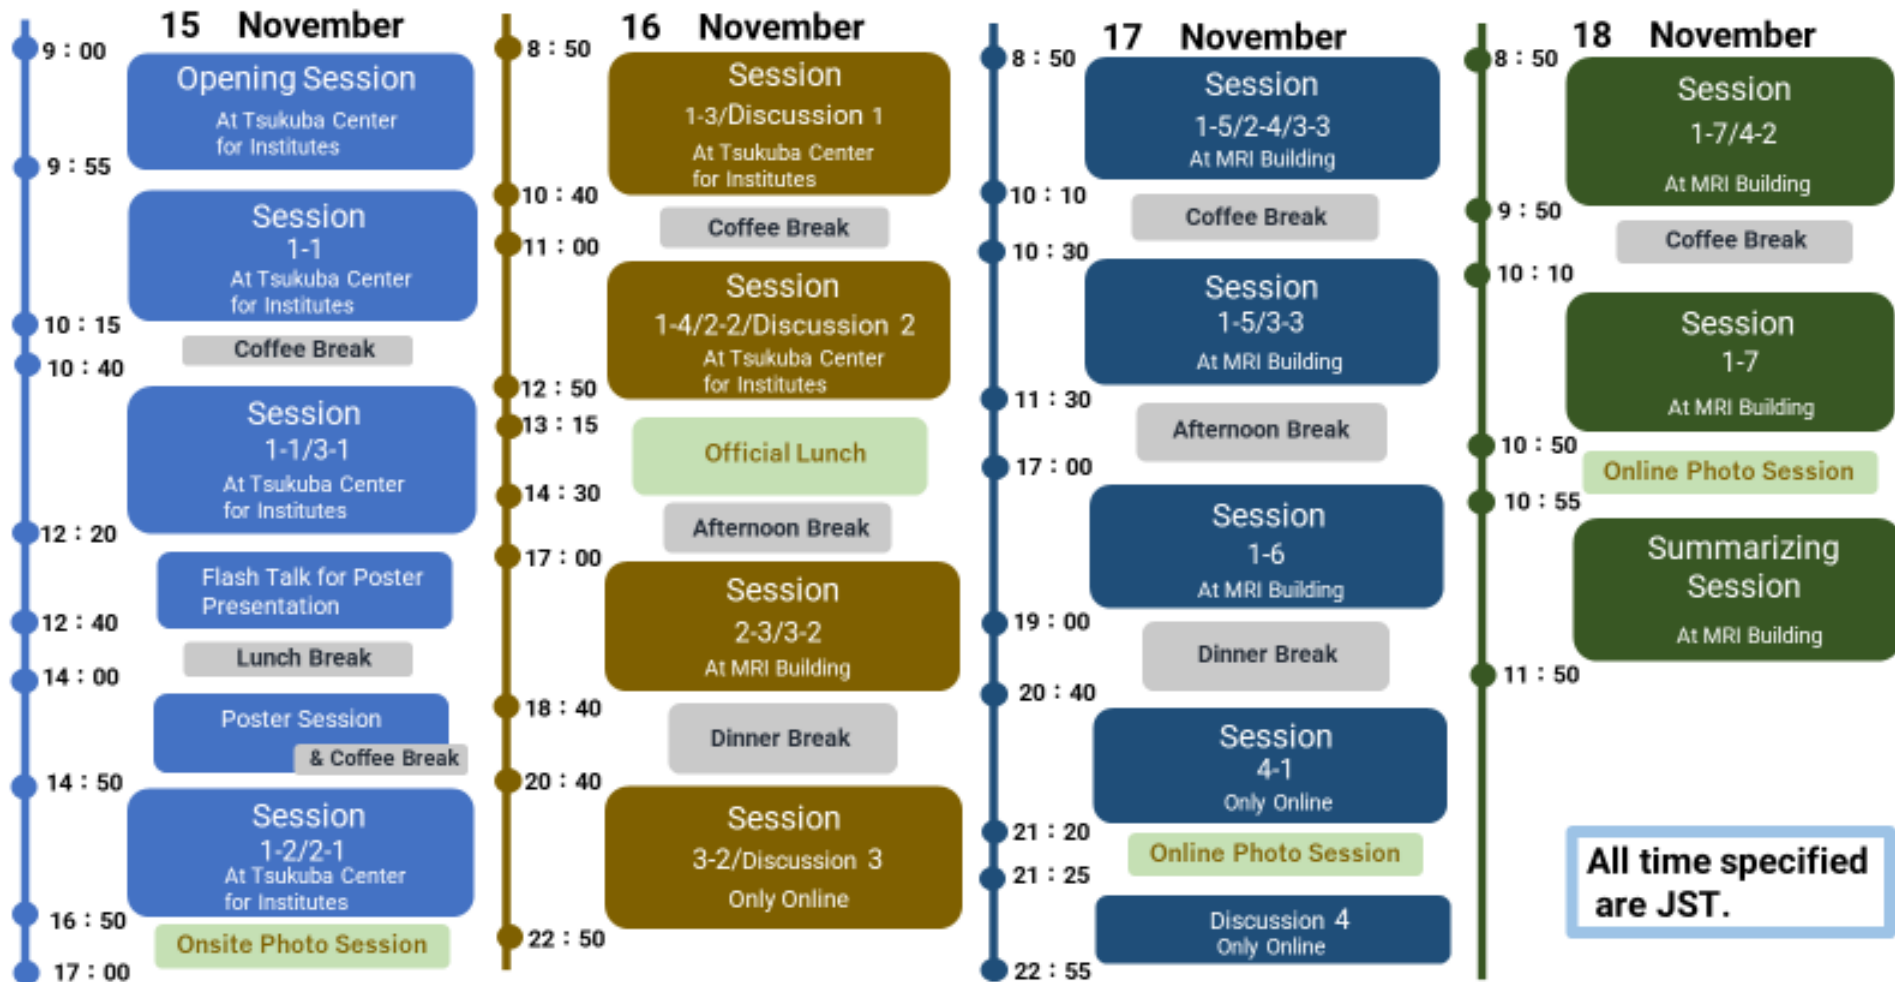 15 November
9：00
Opening Session
At Tsukuba Center
for Institutes
9：55
Session
1-1
At Tsukuba Center
for Institutes
10：15
Coffee Break
10：40
Session
1-1/3-1
At Tsukuba Center
for Institutes
12：20
Flash Talk for Poster
Presentation
12：40
Lunch Break
14：00
Poster Session
& Coffee Break
14：50
Session
1-2/2-1
At Tsukuba Center
for Institutes
16：50
Onsite Photo Session
17：00
16 November
8：50
Session
1-3/Discussion 1
At Tsukuba Center
for Institutes
10：40
Coffee Break
11：00
Session
1-4/2-2/Discussion 2
At Tsukuba Center
for Institutes
12：50
13：15
Official Lunch
14：30
Afternoon Break
17：00
Session
2-3/3-2
At MRI Building
18：40
Dinner Break
20：40
Session
3-2/Discussion 3
Only Online
22：50
17 November
8：50
Session
1-5/2-4/3-3
At MRI Building
10：10
Coffee Break
10：30
Session
1-5/3-3
At MRI Building
11：30
Afternoon Break
17：00
Session
1-6
At MRI Building
19：00
Dinner Break
20：40
Session
4-1
Only Online
21：20
Online Photo Session
21：25
Discussion 4
Only Online
22：55
18 November
8：50
Session
1-7/4-2
At MRI Building
9：50
Coffee Break
10：10
Session
1-7
At MRI Building
10：50
Online Photo Session
10：55
Summarizing
Session
At MRI Building
11：50
All time specified
are JST.